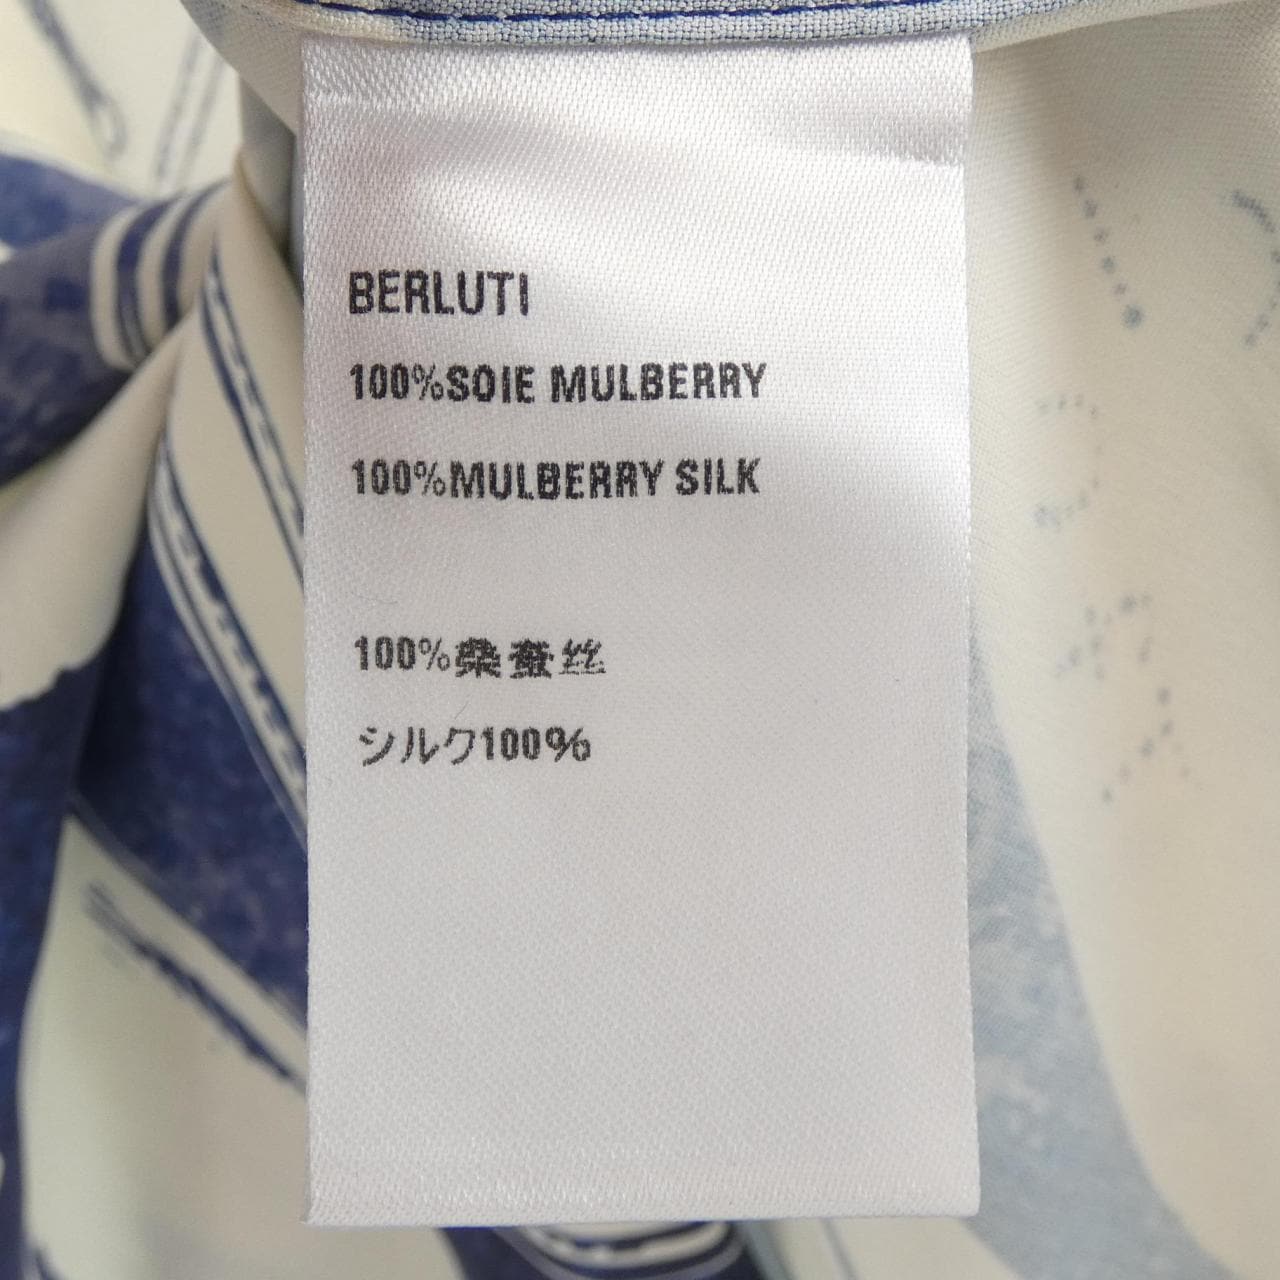 BERLUTI
100%SOIE MULBERRY
100%MULBERRY SILK
100%桑蚕丝
シルク100%